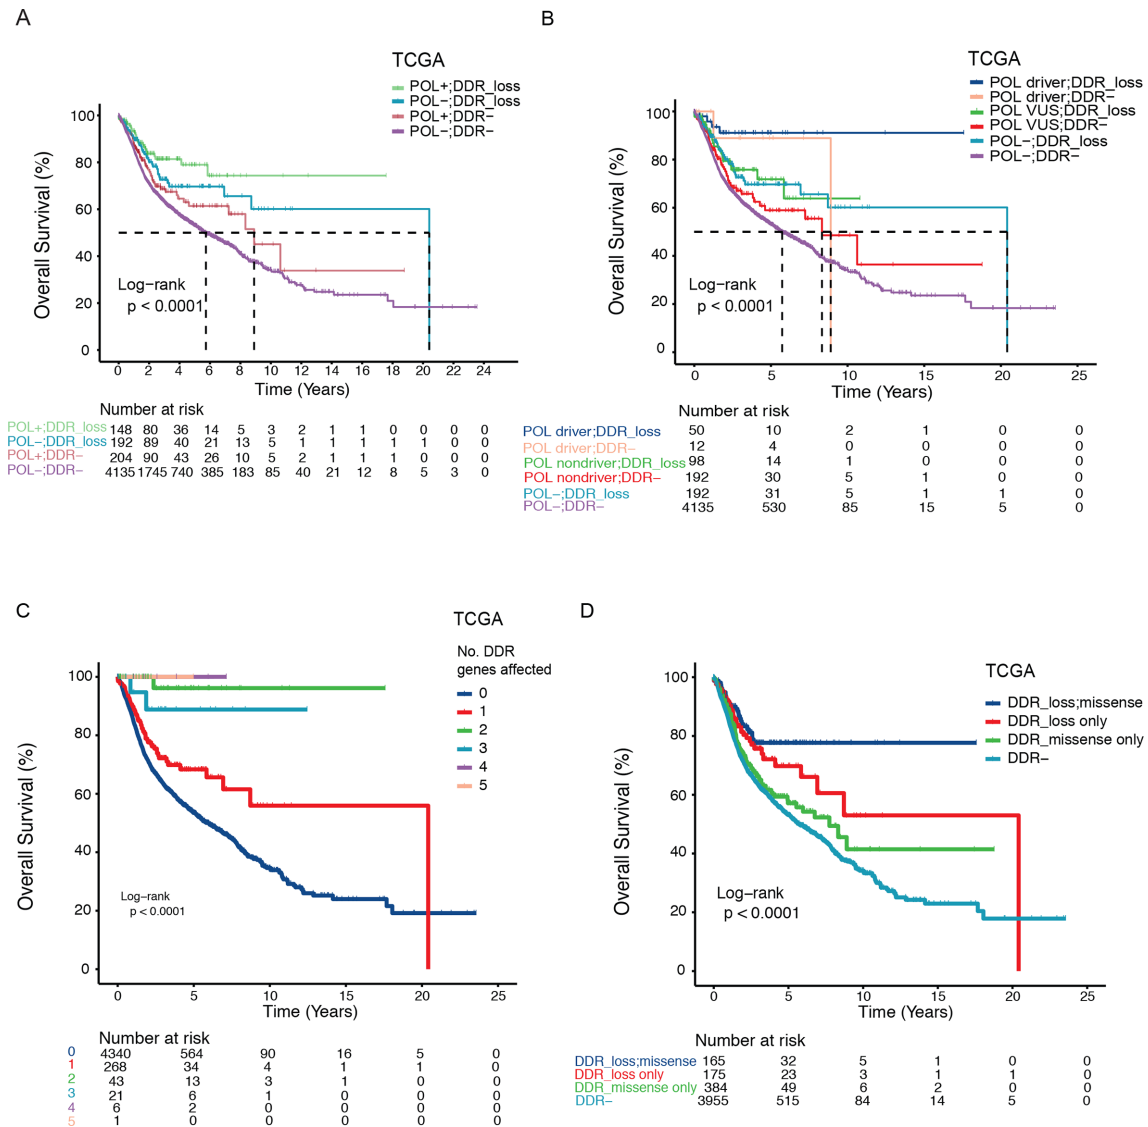 A
TCGA
POL+;DDR_loss
POL−;DDR_loss
POL+;DDR−
POL−;DDR−
Overall Survival (%)
100
80
60
40
20
0
Log−rank
p < 0.0001
0 2 4 6 8 10 12 14 16 18 20 22 24
Time (Years)
Number at risk
POL+;DDR_loss 148 80 36 14 5 3 2 1 1 0 0 0 0
POL−;DDR_loss 192 89 40 21 13 5 1 1 1 1 1 0 0
POL+;DDR− 204 90 43 26 10 5 2 1 1 1 0 0 0
POL−;DDR− 4135 1745 740 385 183 85 40 21 12 8 5 3 0
B
TCGA
POL driver;DDR_loss
POL driver;DDR−
POL VUS;DDR_loss
POL VUS;DDR−
POL−;DDR_loss
POL−;DDR−
Overall Survival (%)
100
80
60
40
20
0
Log−rank
p < 0.0001
0 5 10 15 20 25
Time (Years)
Number at risk
POL driver;DDR_loss 50 10 2 1 0 0
POL driver;DDR− 12 4 0 0 0 0
POL nondriver;DDR_loss 98 14 1 0 0 0
POL nondriver;DDR− 192 30 5 1 0 0
POL−;DDR_loss 192 31 5 1 1 0
POL−;DDR− 4135 530 85 15 5 0
C
TCGA
No. DDR
genes affected
0
1
2
3
4
5
Overall Survival (%)
100
80
60
40
20
0
Log−rank
p < 0.0001
0 5 10 15 20 25
Time (Years)
Number at risk
0 4340 564 90 16 5 0
1 268 34 4 1 1 0
2 43 13 3 1 0 0
3 21 6 1 0 0 0
4 6 2 0 0 0 0
5 1 0 0 0 0 0
D
TCGA
DDR_loss;missense
DDR_loss only
DDR_missense only
DDR−
Overall Survival (%)
100
80
60
40
20
0
Log−rank
p < 0.0001
0 5 10 15 20 25
Time (Years)
Number at risk
DDR_loss;missense 165 32 5 1 0 0
DDR_loss only 175 23 3 1 1 0
DDR_missense only 384 49 6 2 0 0
DDR− 3955 515 84 14 5 0